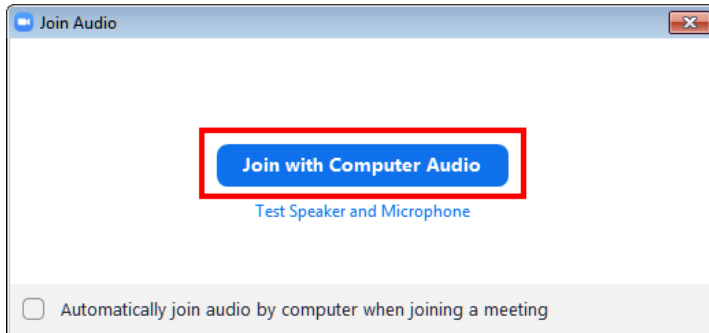 Join Audio
Join with Computer Audio
Test Speaker and Microphone
Automatically join audio by computer when joining a meeting